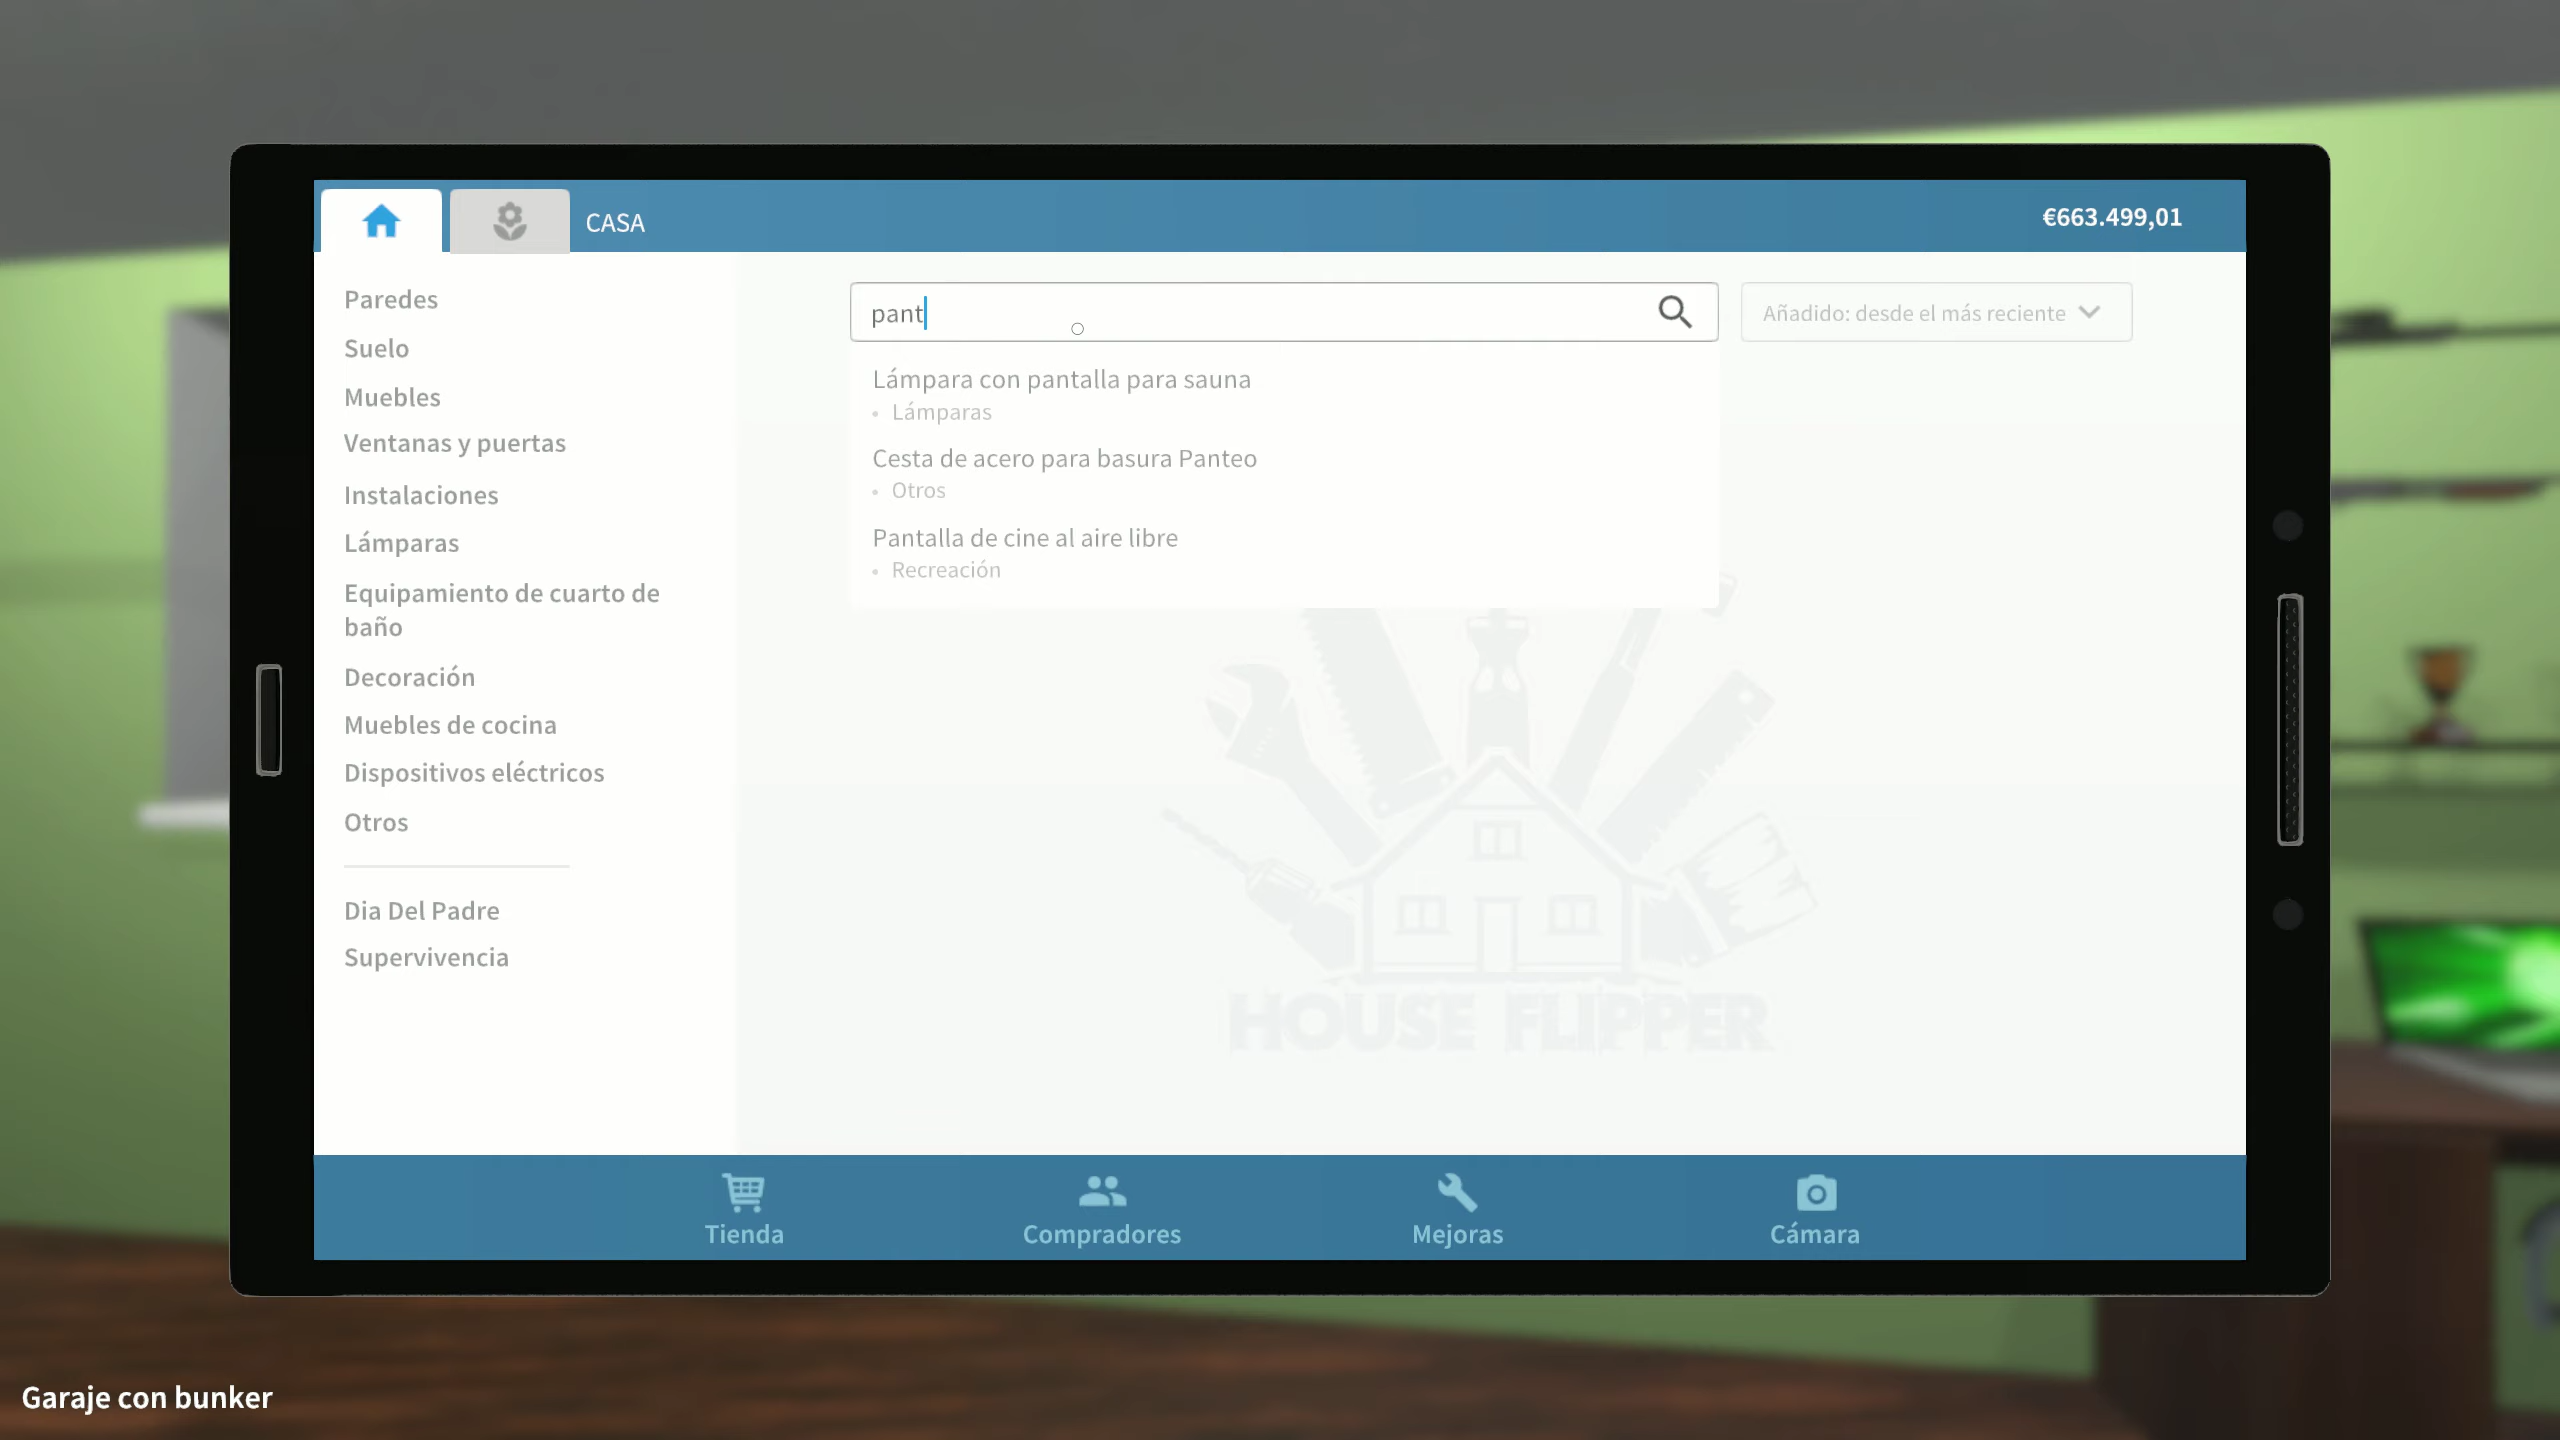 CASA
€663.499,01
Paredes
Suelo
Muebles
Ventanas y puertas
Instalaciones
Lámparas
Equipamiento de cuarto de
baño
Decoración
Muebles de cocina
Dispositivos eléctricos
Otros
Dia Del Padre
Supervivencia
pant
Añadido: desde el más reciente
Lámpara con pantalla para sauna
• Lámparas
Cesta de acero para basura Panteo
• Otros
Pantalla de cine al aire libre
• Recreación
HOUSE FLIPPER
Tienda
Compradores
Mejoras
Cámara
Garaje con bunker